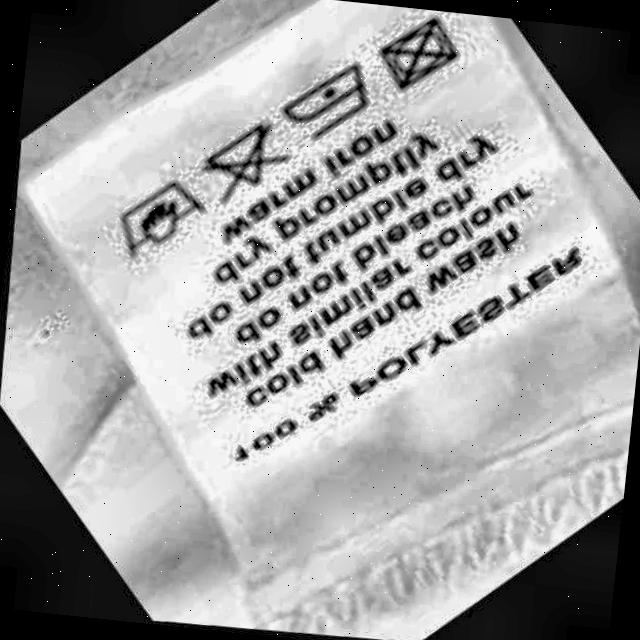 100 % POLYESTER
cold hand wash
with similar colour
do not bleach
do not tumble dry
dry promptly
warm iron